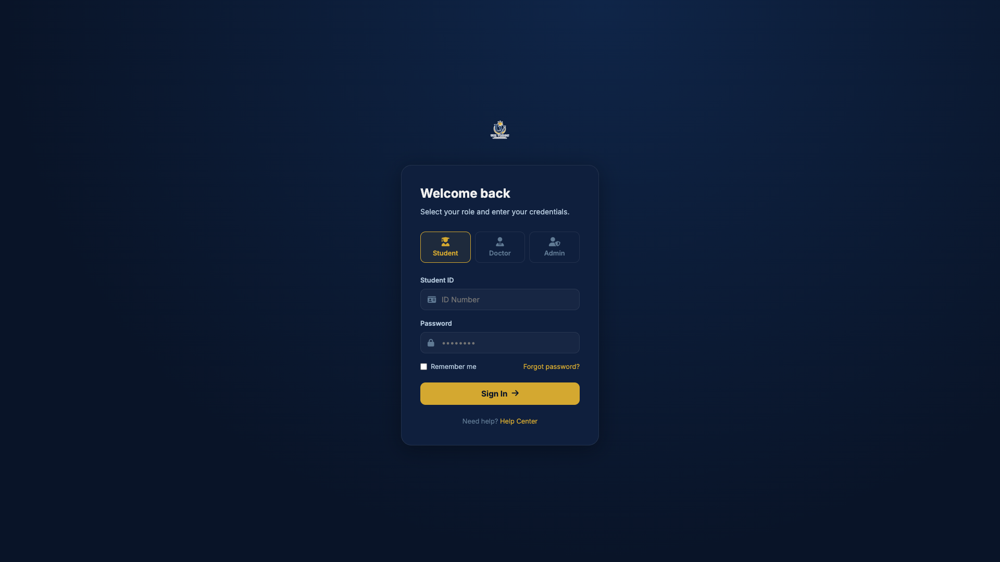 Welcome back
Select your role and enter your credentials.
Student
Doctor
Admin
Student ID
ID Number
Password
Remember me
Forgot password?
Sign In
Need help? Help Center